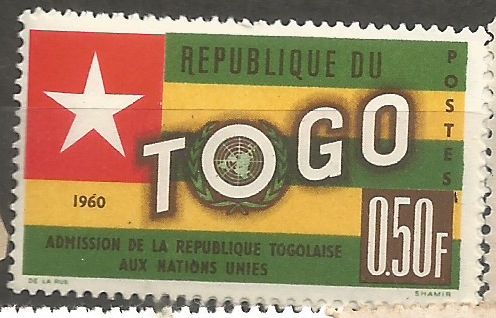 REPUBLIQUE DU
TOGO
POSTES
1960
ADMISSION DE LA REPUBLIQUE TOGOLAISE
AUX NATIONS UNIES
0.50F
DE LA RUE
SHAMIR